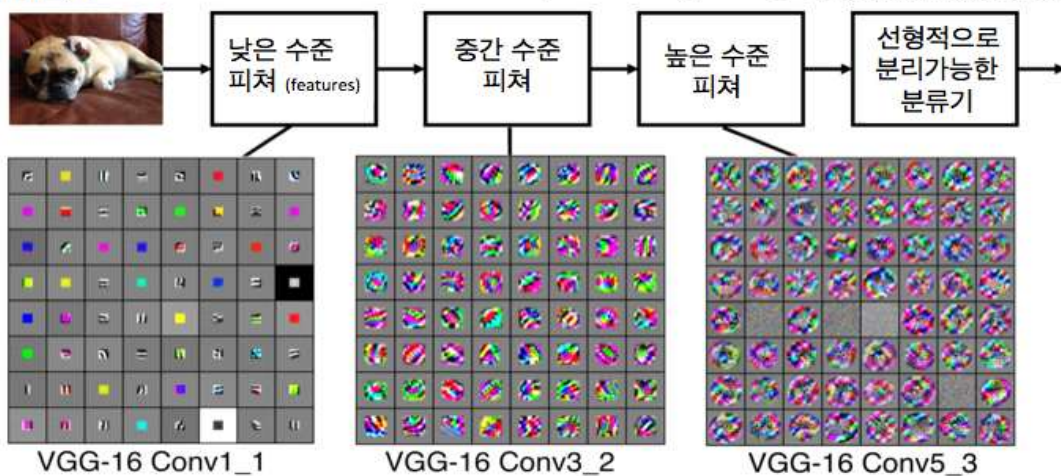 낮은 수준
피쳐 (features)
중간 수준
피쳐
높은 수준
피쳐
선형적으로
분리가능한
분류기
VGG-16 Conv1_1
VGG-16 Conv3_2
VGG-16 Conv5_3